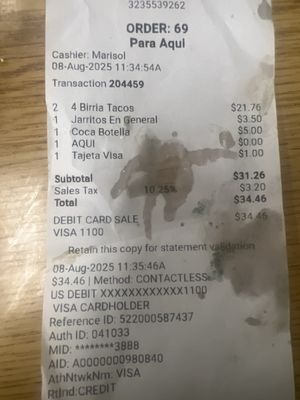 3235539262
ORDER: 69
Para Aqui
Cashier: Marisol
08-Aug-2025 11:34:54A
Transaction 204459
2 4 Birria Tacos $21.76
1 Jarritos En General $3.50
1 Coca Botella $5.00
1 AQUI $0.00
1 Tajeta Visa $1.00
Subtotal $31.26
Sales Tax 10.25% $3.20
Total $34.46
DEBIT CARD SALE $34.46
VISA 1100
Retain this copy for statement validation
08-Aug-2025 11:35:46A
$34.46 | Method: CONTACTLESS
US DEBIT XXXXXXXXXXXX1100
VISA CARDHOLDER
Reference ID: 522000587437
Auth ID: 041033
MID: ********3888
AID: A0000000980840
AthNtwkNm: VISA
RtInd:CREDIT